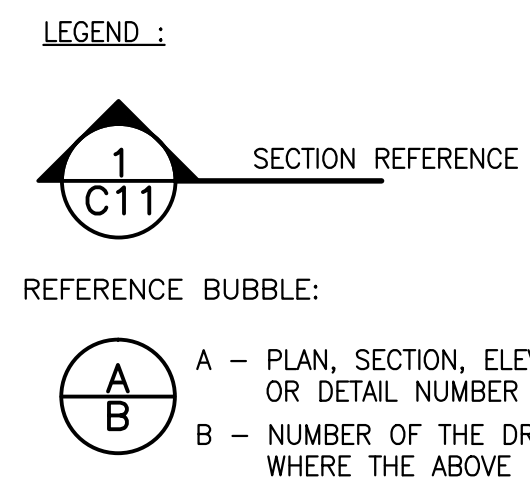 LEGEND :
1
C11
SECTION REFERENCE
REFERENCE BUBBLE:
A
B
A – PLAN, SECTION,
OR DETAIL NUMBER
B – NUMBER OF THE
WHERE THE ABOVE